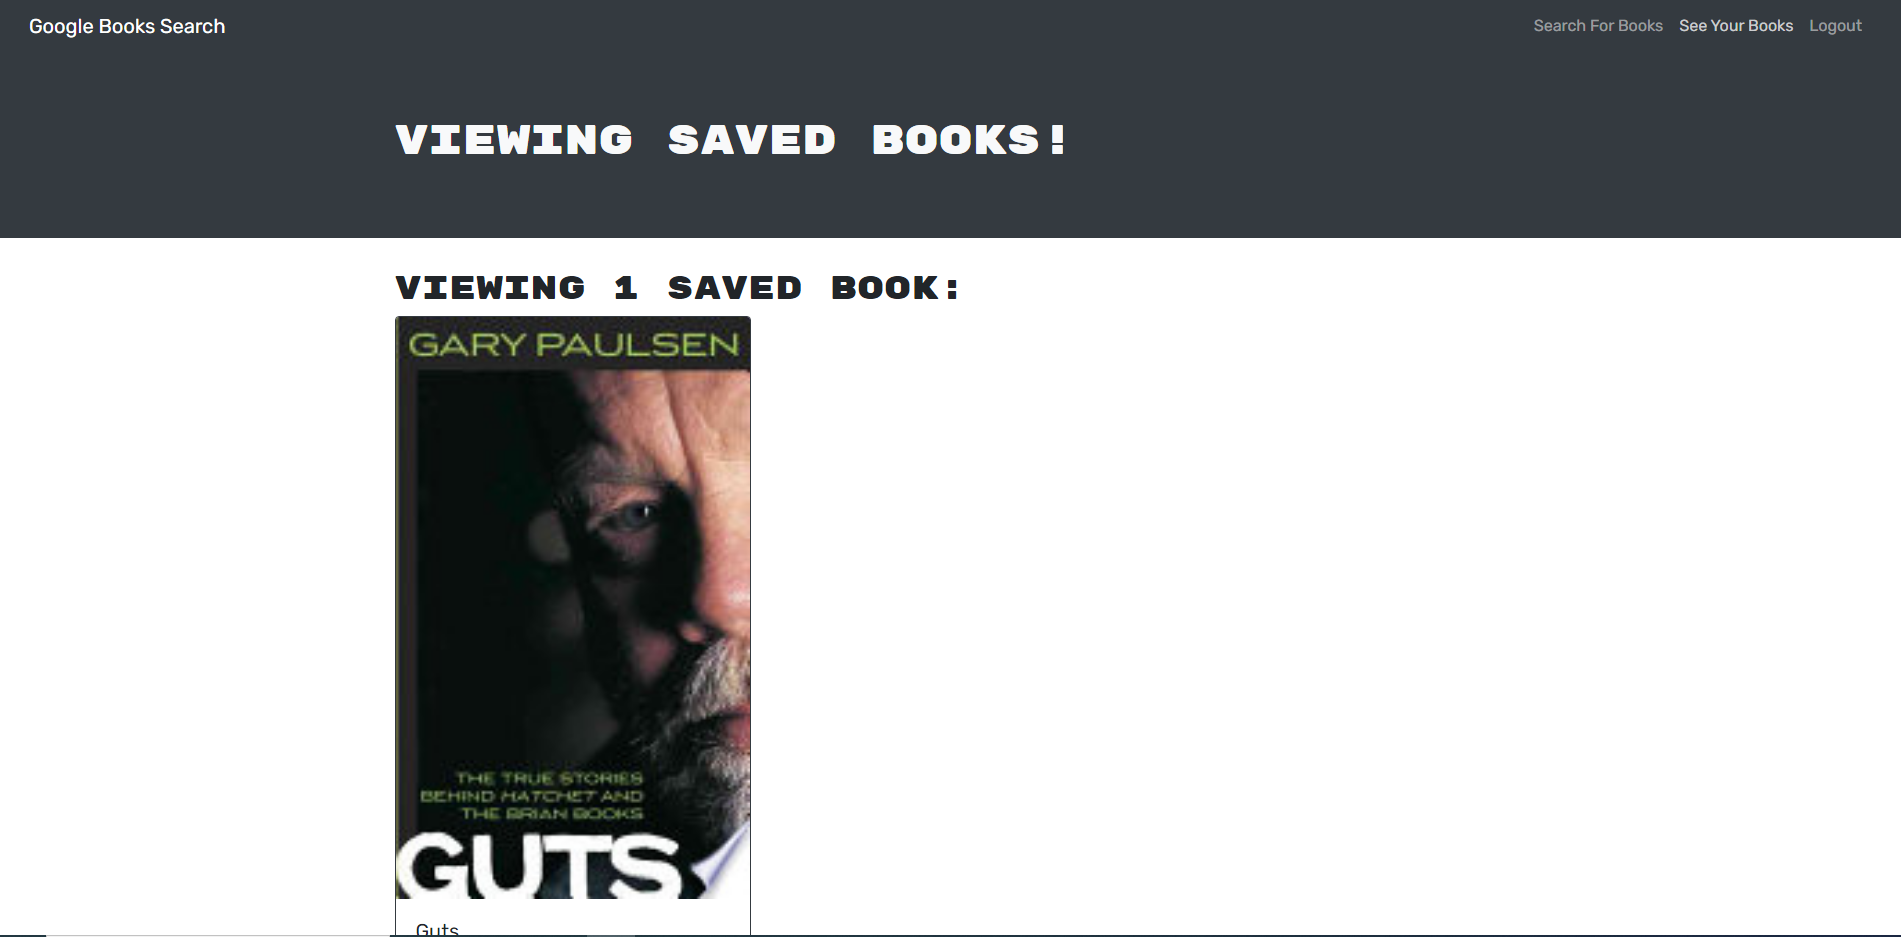 Google Books Search
Search For Books See Your Books Logout
VIEWING SAVED BOOKS!
VIEWING 1 SAVED BOOK:
GARY PAULSEN
THE TRUE STORIES
BEHIND HATCHET AND
THE BRIAN BOOKS
GUTS
Guts